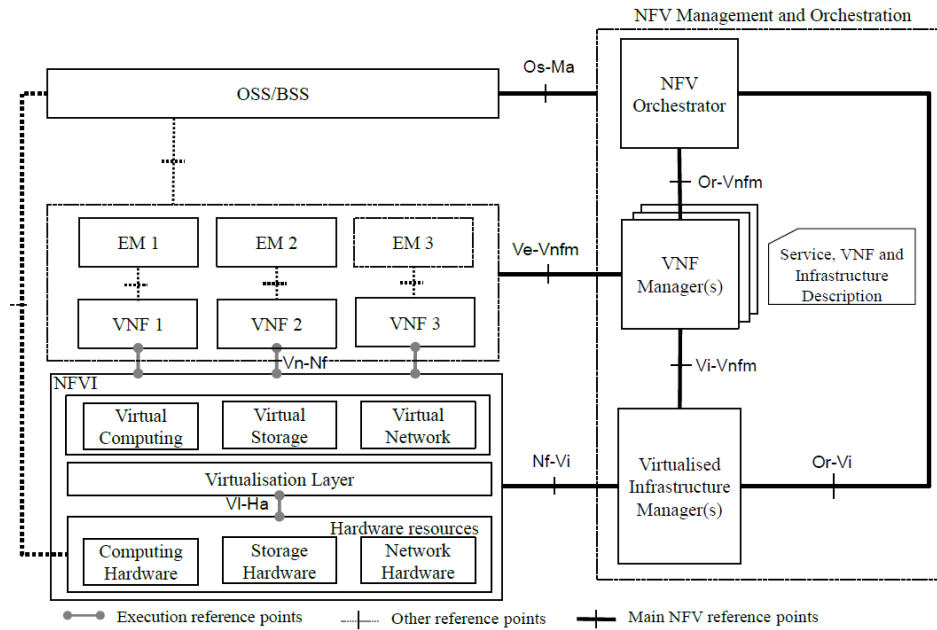 NFV Management and Orchestration
Os-Ma
OSS/BSS
NFV
Orchestrator
Or-Vnfm
EM 1
EM 2
EM 3
Ve-Vnfm
VNF
Manager(s)
Service, VNF and
Infrastructure
Description
VNF 1
VNF 2
VNF 3
Vn-Nf
Vi-Vnfm
NFVI
Virtual
Computing
Virtual
Storage
Virtual
Network
Nf-Vi
Virtualised
Infrastructure
Manager(s)
Or-Vi
Virtualisation Layer
Vl-Ha
Hardware resources
Computing
Hardware
Storage
Hardware
Network
Hardware
Execution reference points
Other reference points
Main NFV reference points